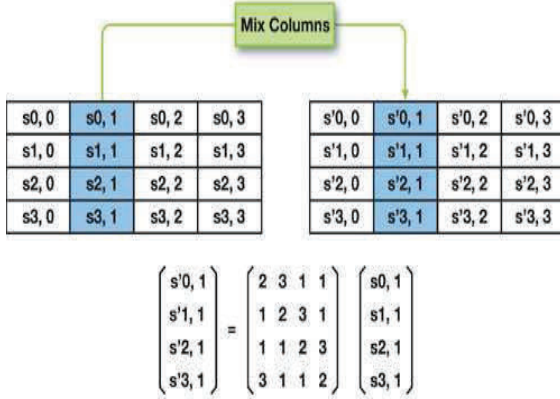 Mix Columns
s0, 0 s0, 1 s0, 2 s0, 3 s'0, 0 s'0, 1 s'0, 2 s'0, 3
s1, 0 s1, 1 s1, 2 s1, 3 s'1, 0 s'1, 1 s'1, 2 s'1, 3
s2, 0 s2, 1 s2, 2 s2, 3 s'2, 0 s'2, 1 s'2, 2 s'2, 3
s3, 0 s3, 1 s3, 2 s3, 3 s'3, 0 s'3, 1 s'3, 2 s'3, 3
s'0, 1 2 3 1 1 s0, 1
s'1, 1 1 2 3 1 s1, 1
=
s'2, 1 1 1 2 3 s2, 1
s'3, 1 3 1 1 2 s3, 1